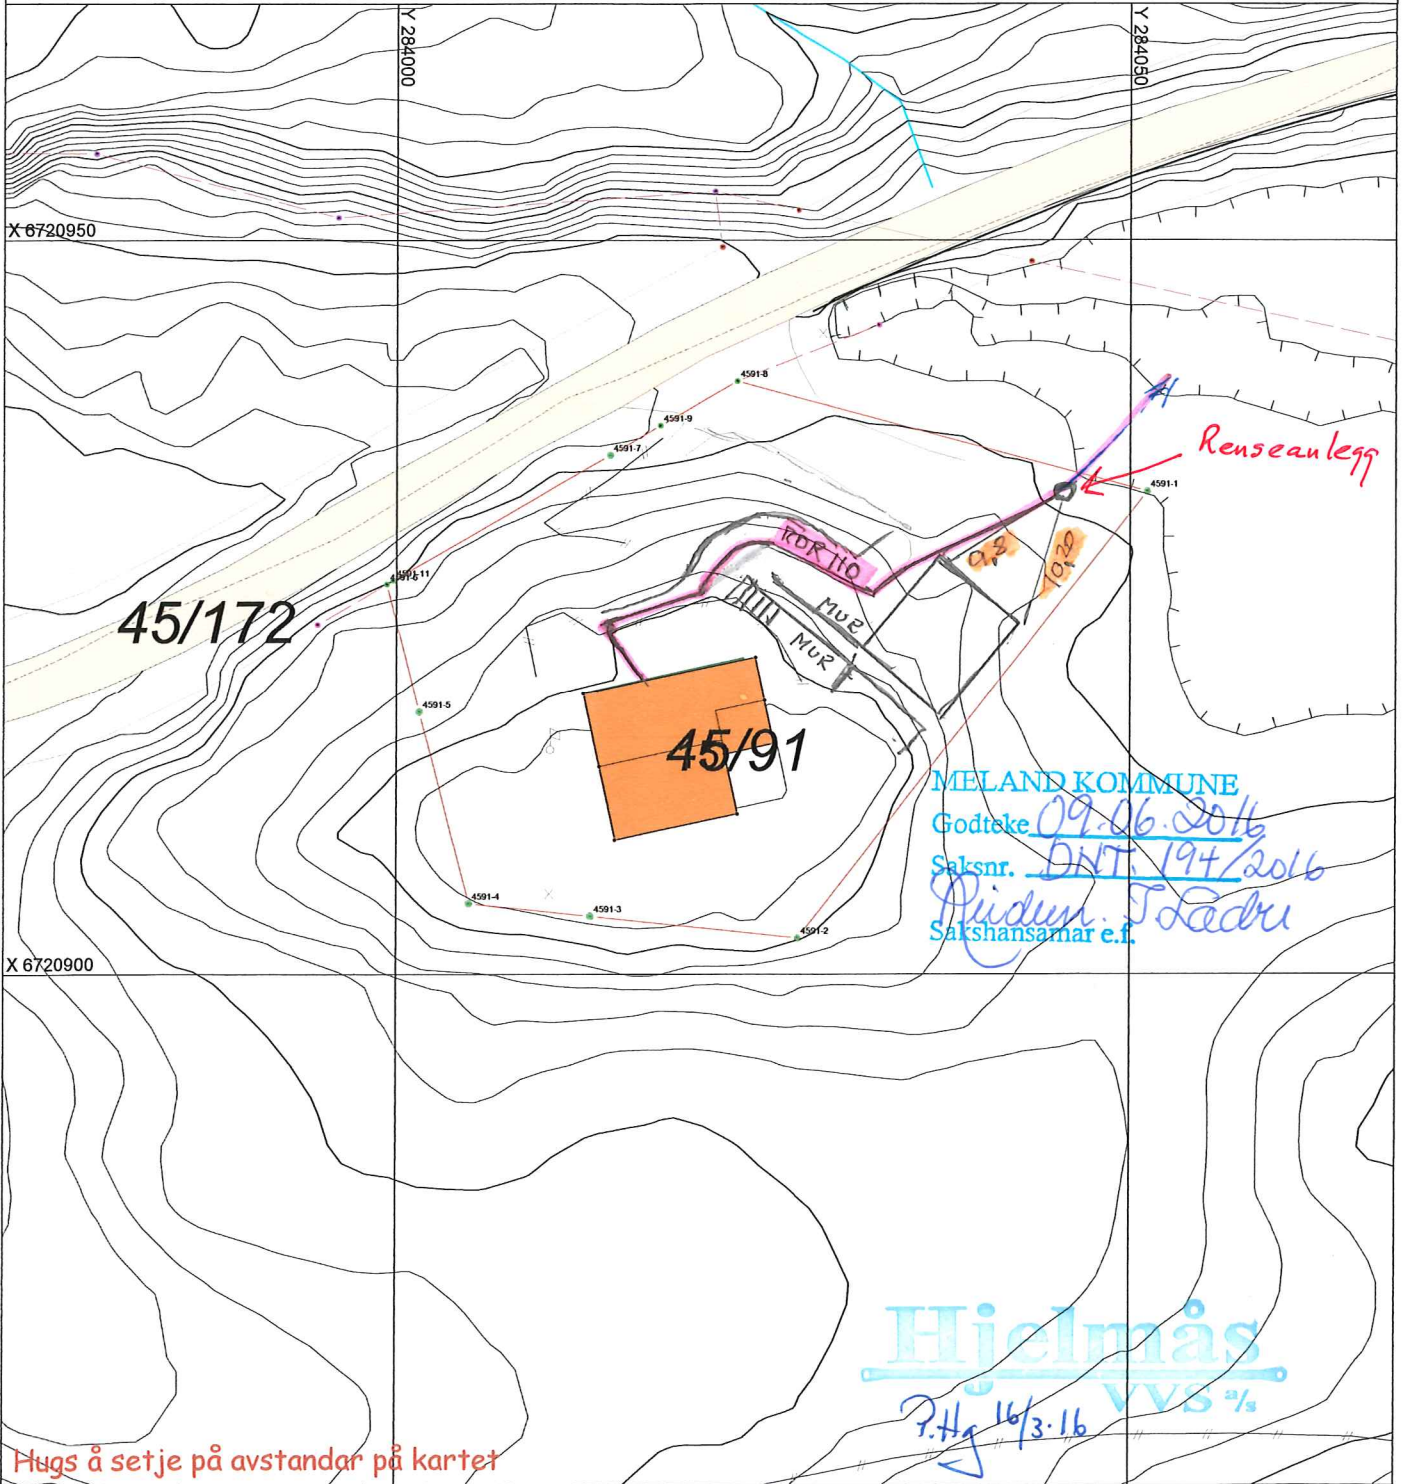 Y 284000
Y 284050
X 6720950
4591-8
4591-9
4591-7
Renseanlegg
4591-1
RØR 110
9,8
10,20
4591-11
45/172
MUR
MUR
4591-5
45/91
MELAND KOMMUNE
Godteke 09.06.2016
Saksnr. DNT. 194/2016
Sakshansamar e.f.
4591-4
4591-3
4591-2
X 6720900
Hjelmås
VVS a/s
P.Hg 16/3.16
Hugs å setje på avstandar på kartet